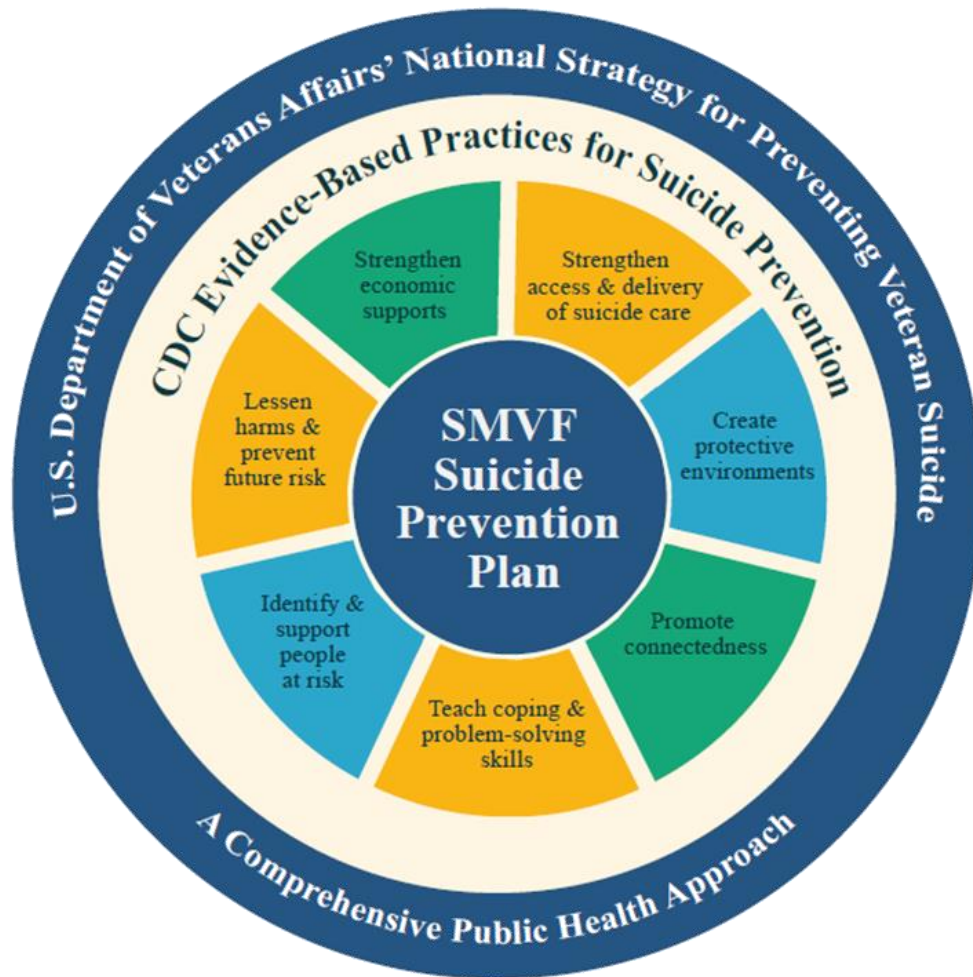 U.S. Department of Veterans Affairs' National Strategy for Preventing Veteran Suicide
CDC Evidence-Based Practices for Suicide Prevention
Strengthen
economic
supports
Strengthen
access & delivery
of suicide care
Create
protective
environments
Promote
connectedness
Teach coping &
problem-solving
skills
Identify &
support
people
at risk
Lessen
harms &
prevent
future risk
SMVF
Suicide
Prevention
Plan
A Comprehensive Public Health Approach